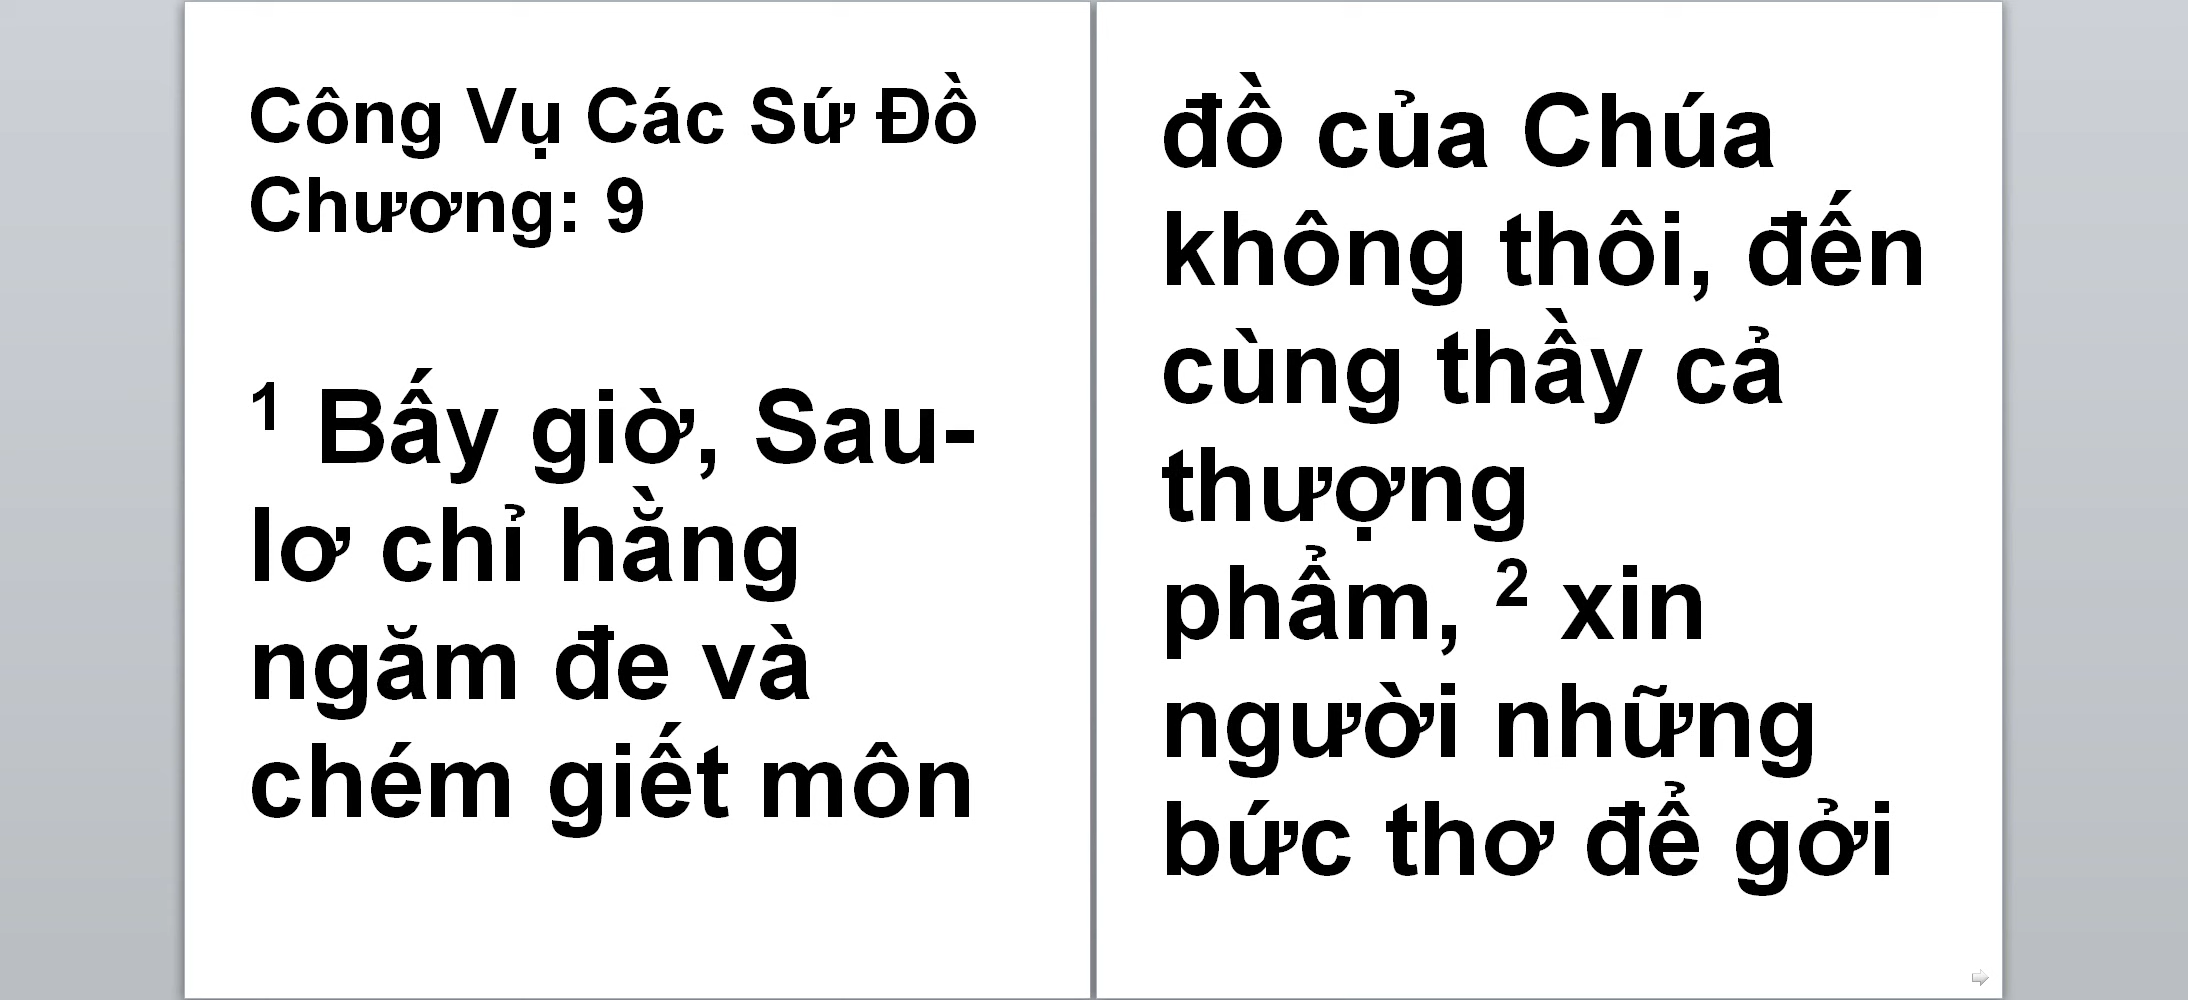 Công Vụ Các Sứ Đồ
Chương: 9
1 Bấy giờ, Sau-
lơ chỉ hằng
ngăm đe và
chém giết môn
đồ của Chúa
không thôi, đến
cùng thầy cả
thượng
phẩm, 2 xin
người những
bức thơ để gởi